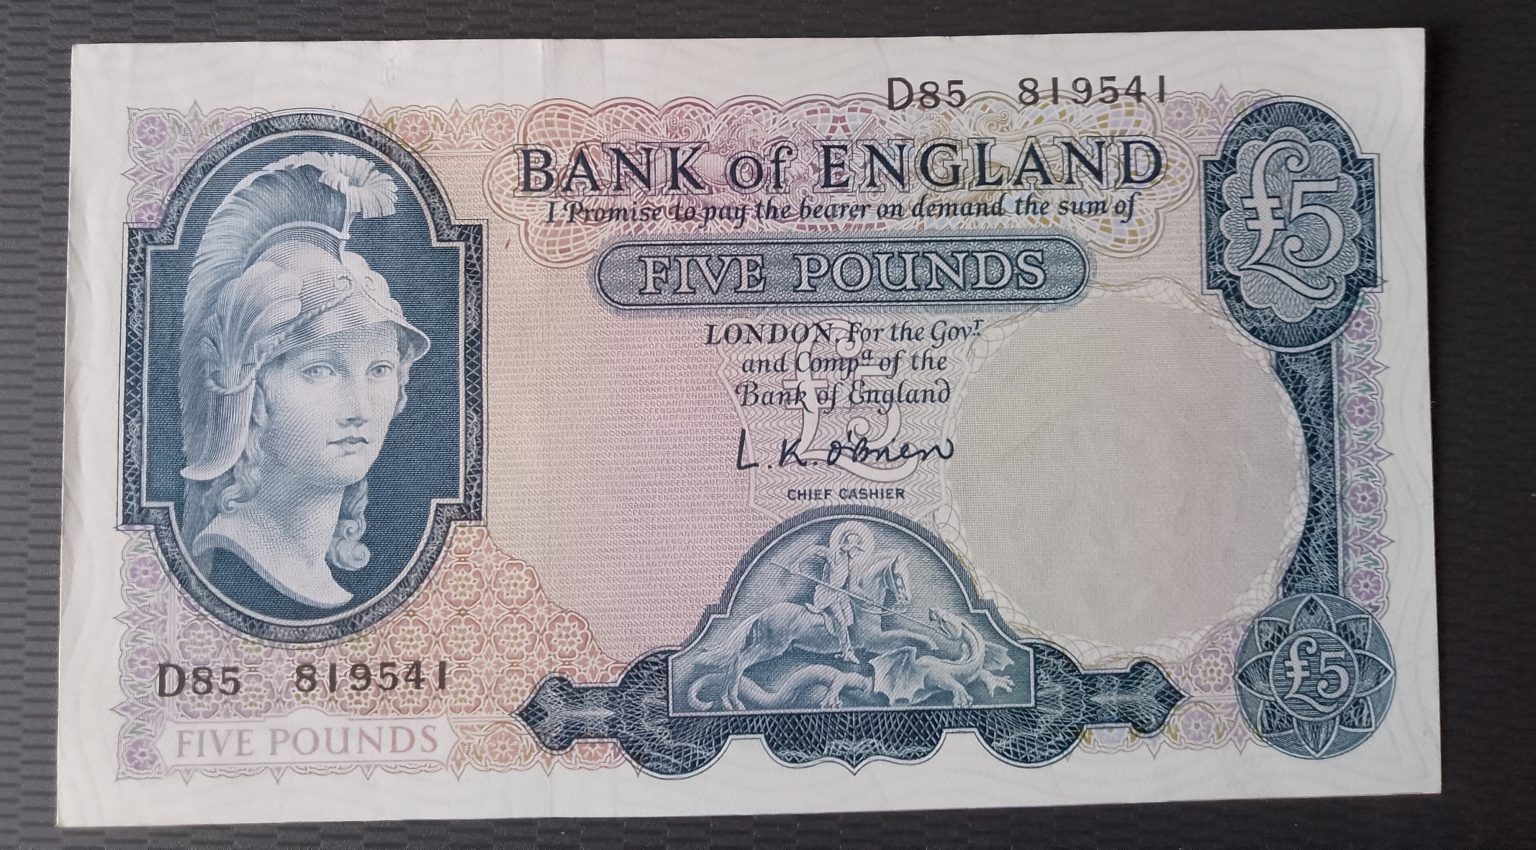 D85 819541
BANK of ENGLAND
I Promise to pay the bearer on demand the sum of
£5
FIVE POUNDS
LONDON For the Govr
and Compa of the
Bank of England
£5
L.K. O'Brien
CHIEF CASHIER
D85 819541
£5
FIVE POUNDS